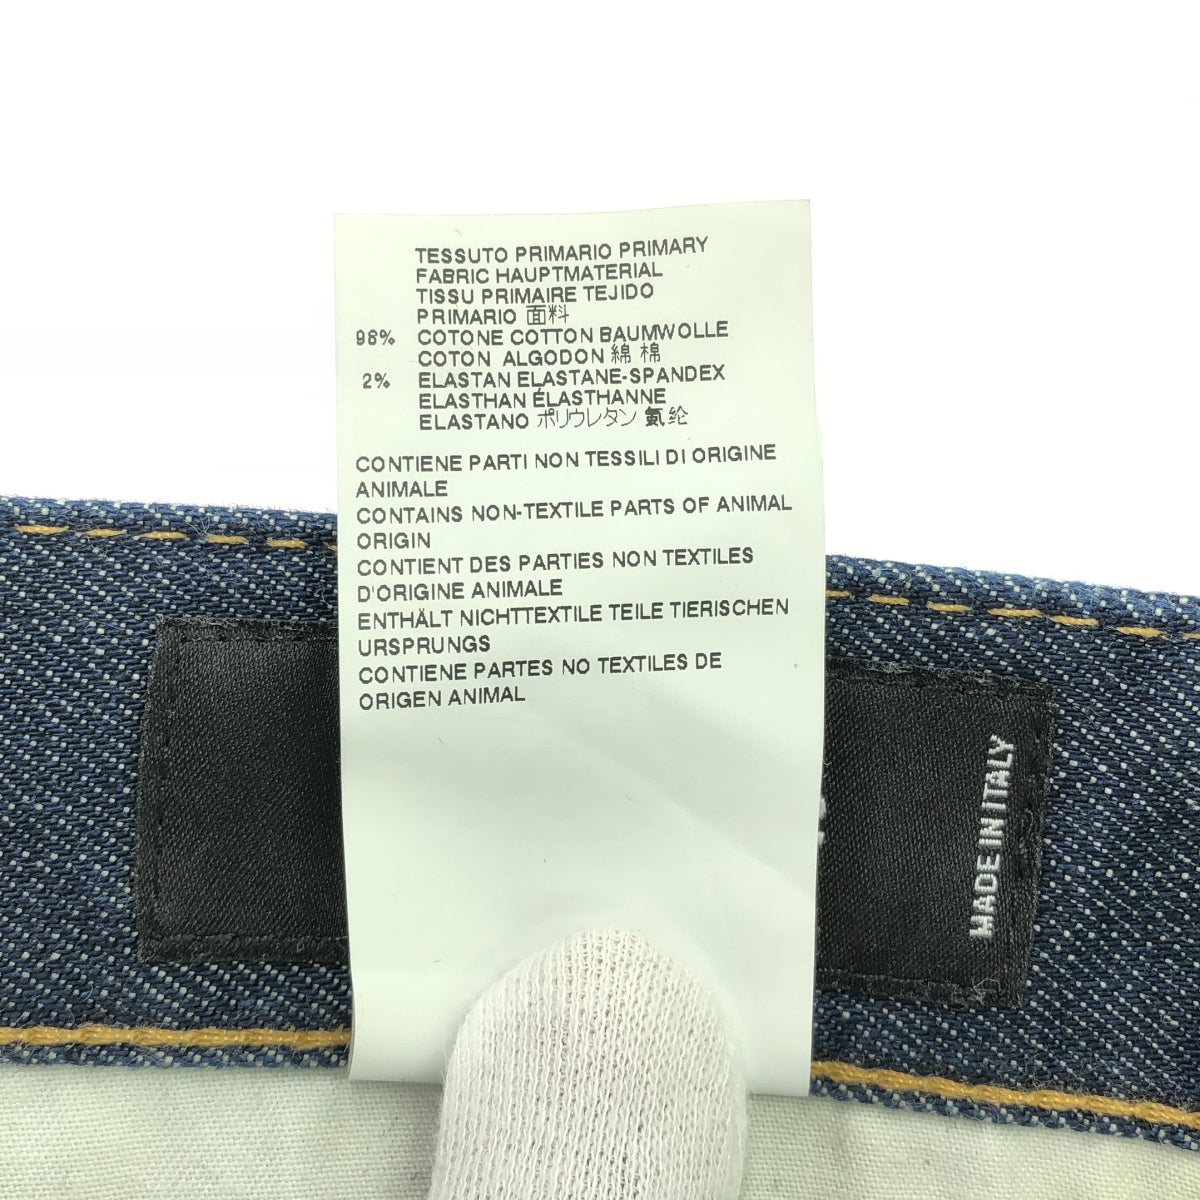 TESSUTO PRIMARIO PRIMARY
FABRIC HAUPTMATERIAL
TISSU PRIMAIRE TEJIDO
PRIMARIO 面料
98% COTONE COTTON BAUMWOLLE
COTON ALGODON 綿 棉
2% ELASTAN ELASTANE-SPANDEX
ELASTHAN ÉLASTHANNE
ELASTANO ポリウレタン 氨纶
CONTIENE PARTI NON TESSILI DI ORIGINE
ANIMALE
CONTAINS NON-TEXTILE PARTS OF ANIMAL
ORIGIN
CONTIENT DES PARTIES NON TEXTILES
D'ORIGINE ANIMALE
ENTHÄLT NICHTTEXTILE TEILE TIERISCHEN
URSPRUNGS
CONTIENE PARTES NO TEXTILES DE
ORIGEN ANIMAL
MADE IN ITALY